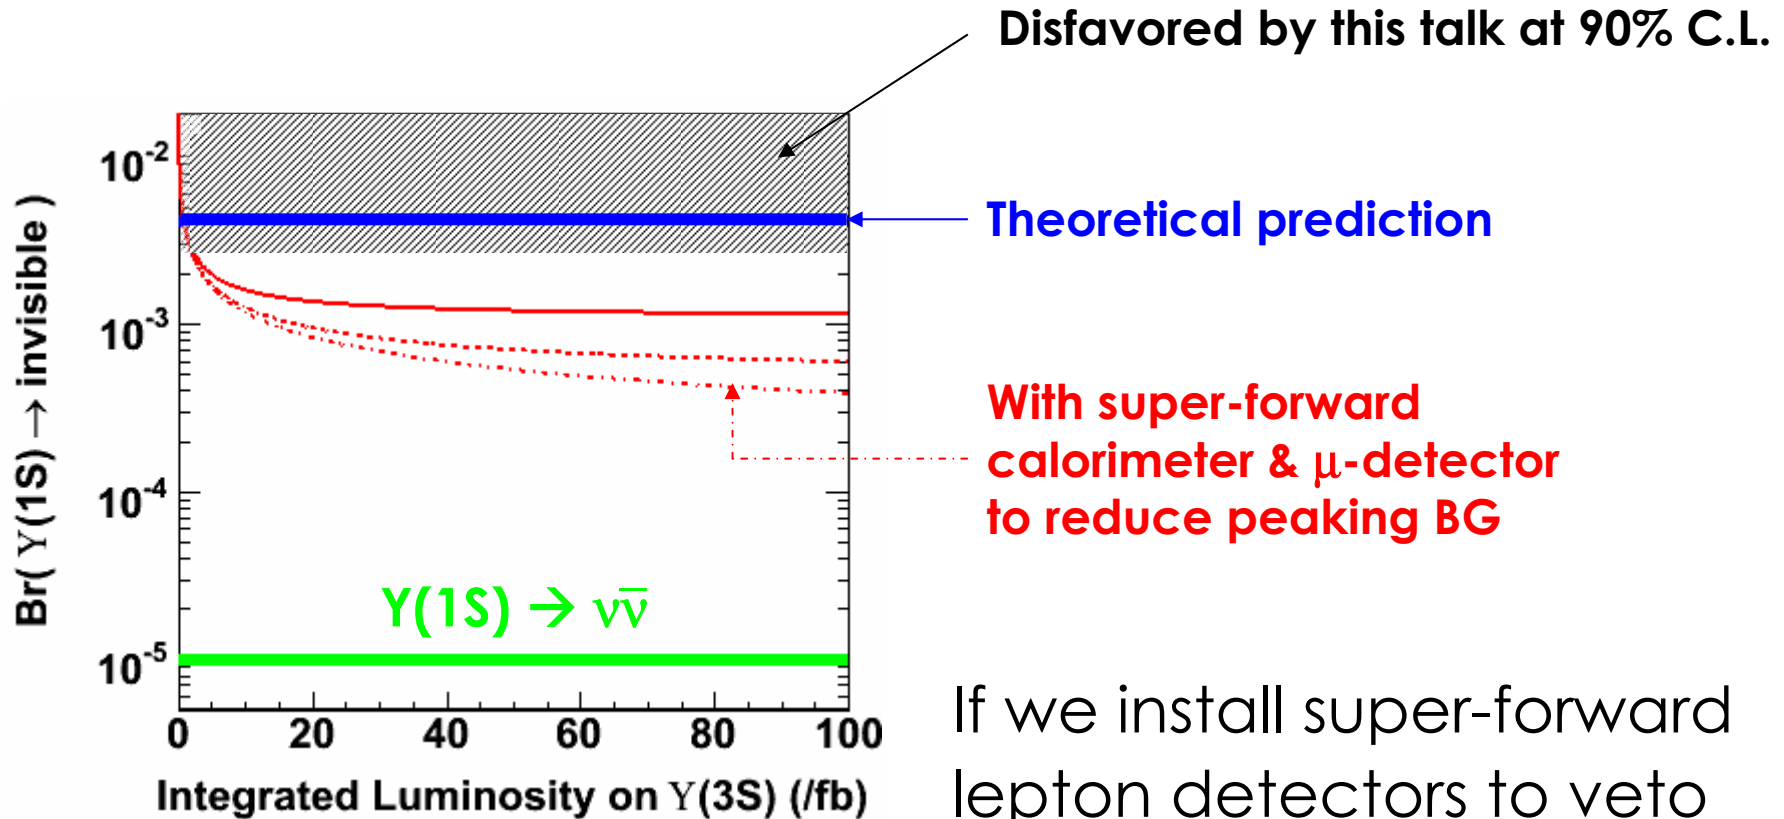 Disfavored by this talk at 90% C.L.
Theoretical prediction
With super-forward
calorimeter & μ-detector
to reduce peaking BG
Br( Υ(1S) → invisible )
10⁻²
10⁻³
10⁻⁴
10⁻⁵
Υ(1S) → νν̅
0 20 40 60 80 100
Integrated Luminosity on Υ(3S) (/fb)
If we install super-forward
lepton detectors to veto